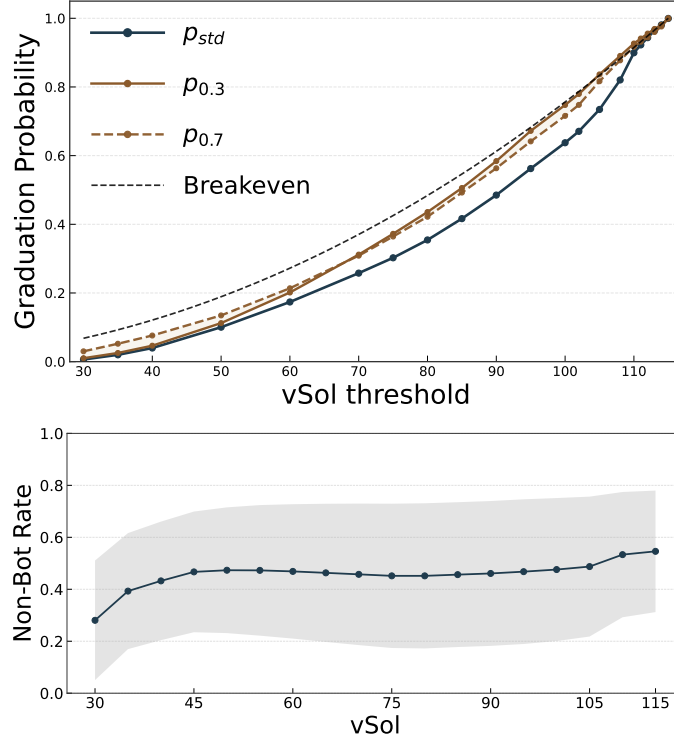 1.0
0.8
0.6
0.4
0.2
0.0
Graduation Probability
p_std
p_0.3
p_0.7
Breakeven
30 40 50 60 70 80 90 100 110
vSol threshold
1.0
0.8
0.6
0.4
0.2
0.0
Non-Bot Rate
30 45 60 75 90 105 115
vSol